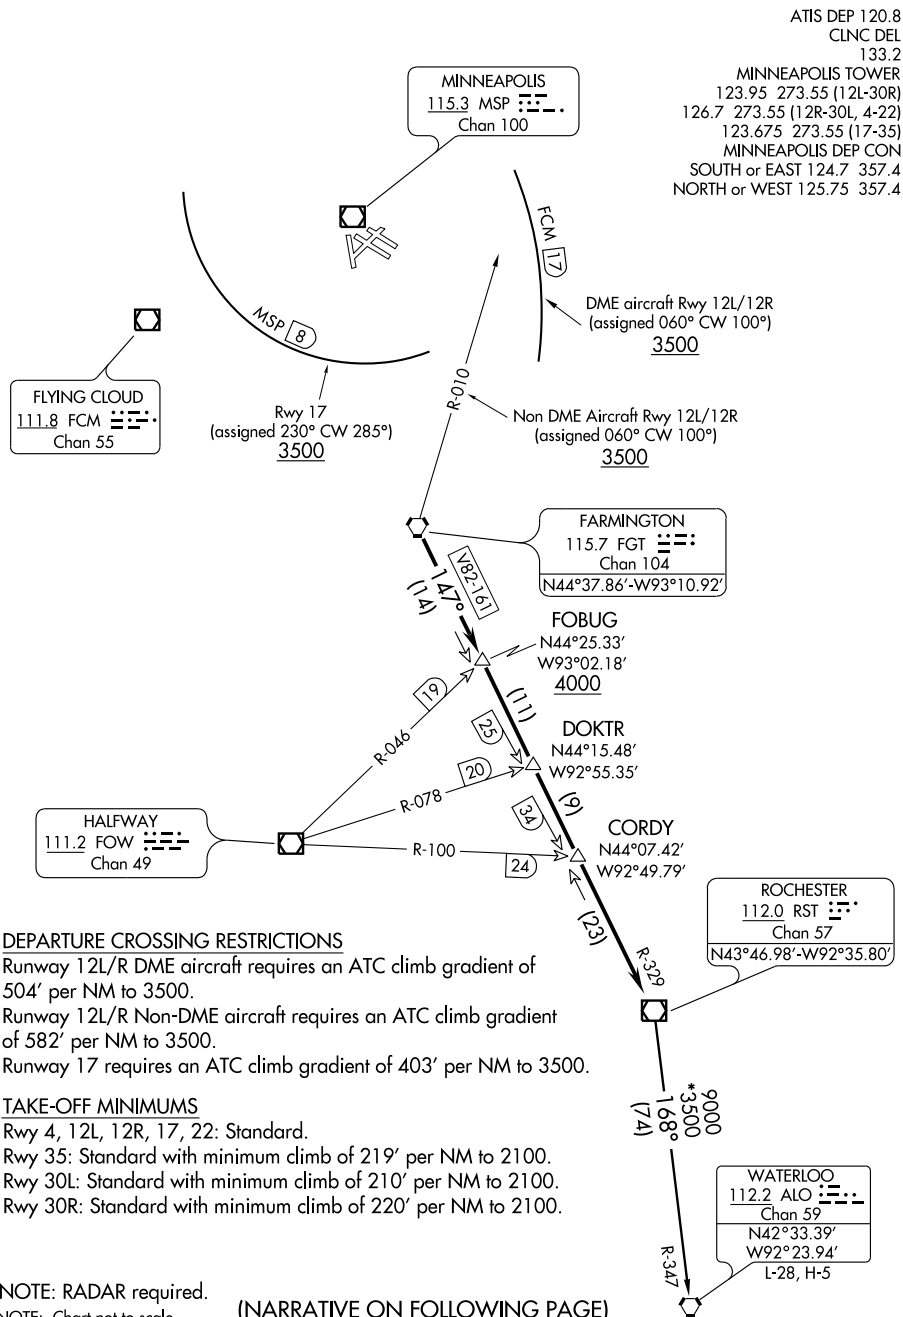 ATIS DEP 120.8
CLNC DEL
133.2
MINNEAPOLIS TOWER
123.95 273.55 (12L-30R)
126.7 273.55 (12R-30L, 4-22)
123.675 273.55 (17-35)
MINNEAPOLIS DEP CON
SOUTH or EAST 124.7 357.4
NORTH or WEST 125.75 357.4
MINNEAPOLIS
115.3 MSP
Chan 100
FCM 17
MSP 8
DME aircraft Rwy 12L/12R
(assigned 060° CW 100°)
3500
FLYING CLOUD
111.8 FCM
Chan 55
Rwy 17
(assigned 230° CW 285°)
3500
R-010
Non DME Aircraft Rwy 12L/12R
(assigned 060° CW 100°)
3500
FARMINGTON
115.7 FGT
Chan 104
N44°37.86'-W93°10.92'
V82-161
147°
(14)
FOBUG
N44°25.33'
W93°02.18'
4000
19
R-046
(11)
25
DOKTR
N44°15.48'
W92°55.35'
20
R-078
(9)
34
HALFWAY
111.2 FOW
Chan 49
R-100
24
CORDY
N44°07.42'
W92°49.79'
(23)
R-329
ROCHESTER
112.0 RST
Chan 57
N43°46.98'-W92°35.80'
DEPARTURE CROSSING RESTRICTIONS
Runway 12L/R DME aircraft requires an ATC climb gradient of
504' per NM to 3500.
Runway 12L/R Non-DME aircraft requires an ATC climb gradient
of 582' per NM to 3500.
Runway 17 requires an ATC climb gradient of 403' per NM to 3500.
9000
*3500
168°
(74)
TAKE-OFF MINIMUMS
Rwy 4, 12L, 12R, 17, 22: Standard.
Rwy 35: Standard with minimum climb of 219' per NM to 2100.
Rwy 30L: Standard with minimum climb of 210' per NM to 2100.
Rwy 30R: Standard with minimum climb of 220' per NM to 2100.
WATERLOO
112.2 ALO
Chan 59
N42°33.39'
W92°23.94'
L-28, H-5
R-347
NOTE: RADAR required.
NOTE: Chart not to scale
(NARRATIVE ON FOLLOWING PAGE)